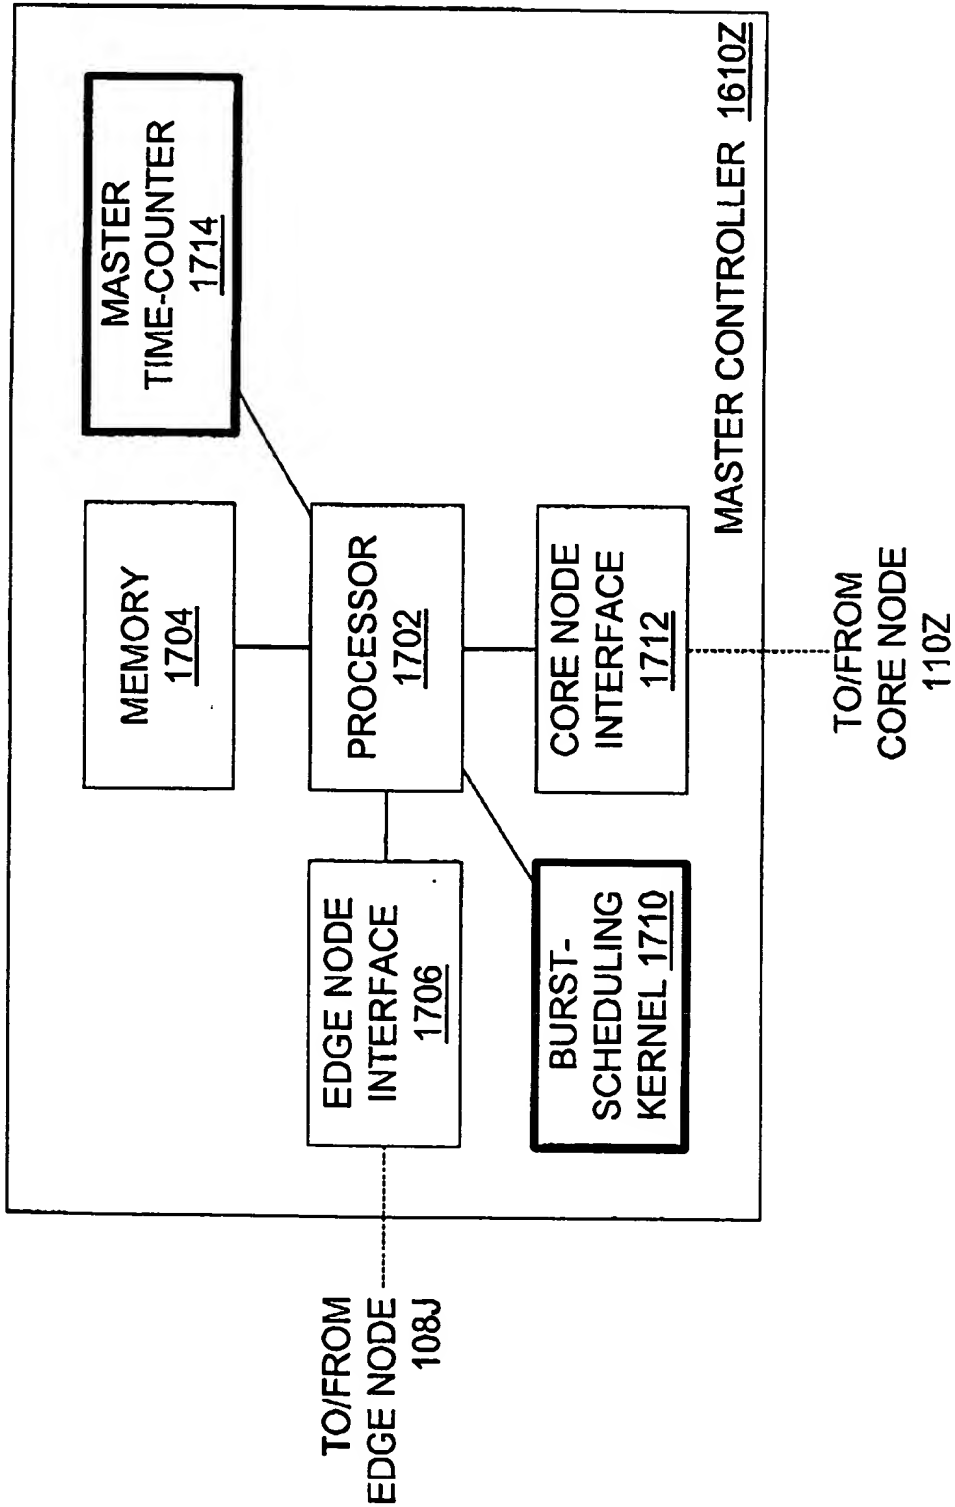 MASTER
TIME-COUNTER
1714
MEMORY
1704
PROCESSOR
1702
CORE NODE
INTERFACE
1712
EDGE NODE
INTERFACE
1706
BURST-
SCHEDULING
KERNEL 1710
MASTER CONTROLLER 1610Z
TO/FROM
EDGE NODE
108J
TO/FROM
CORE NODE
110Z